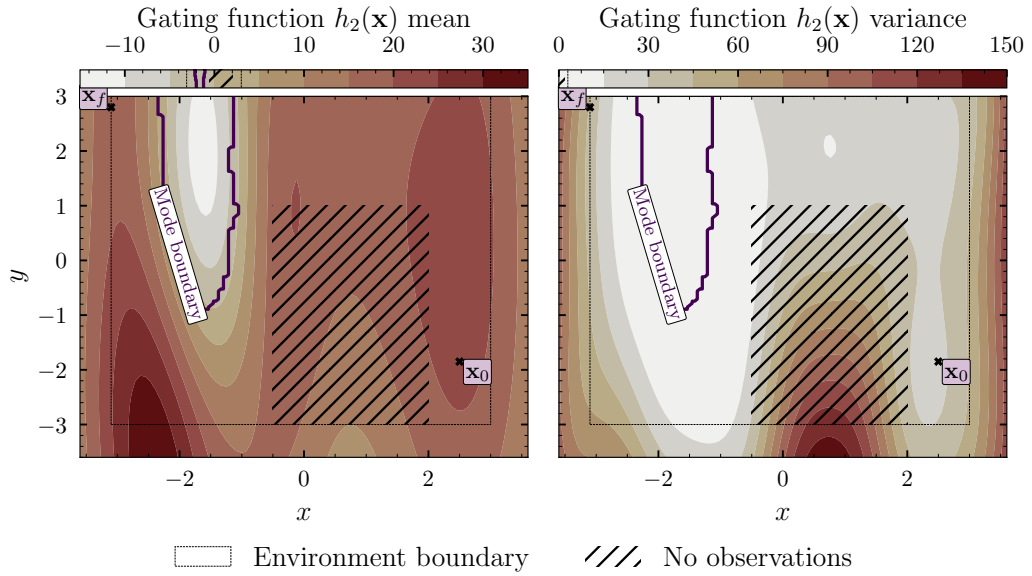 Gating function h₂(𝐱) mean
Gating function h₂(𝐱) variance
−10 0 10 20 30
0 30 60 90 120 150
𝐱_f
𝐱_f
3
2
1
0
−1
−2
−3
y
Mode boundary
Mode boundary
𝐱₀
𝐱₀
−2 0 2
−2 0 2
x
x
Environment boundary
No observations